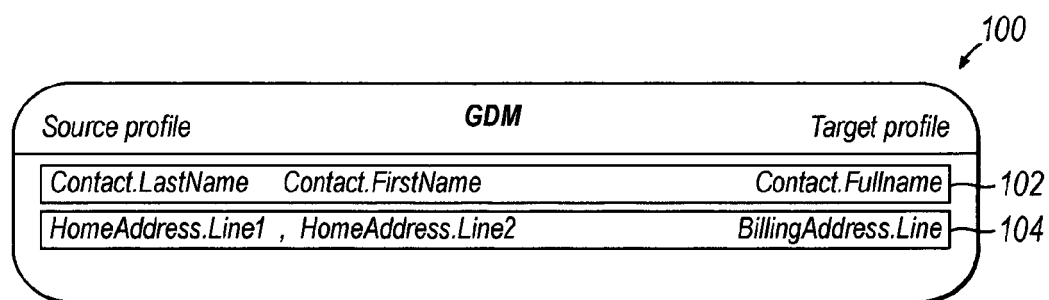 100
Source profile GDM Target profile
Contact.LastName Contact.FirstName Contact.Fullname 102
HomeAddress.Line1 , HomeAddress.Line2 BillingAddress.Line 104